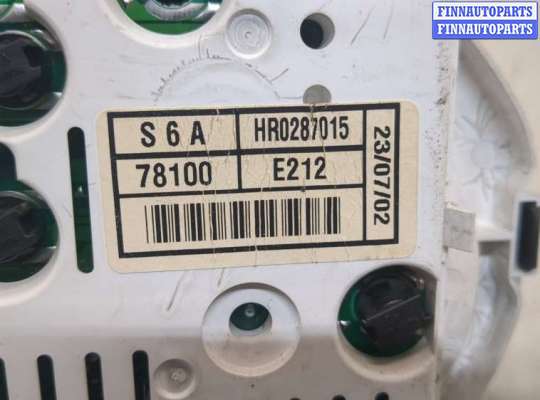 FINNAUTOPARTS
FINNAUTOPARTS
S 6 A HR0287015
78100 E212
23/07/02